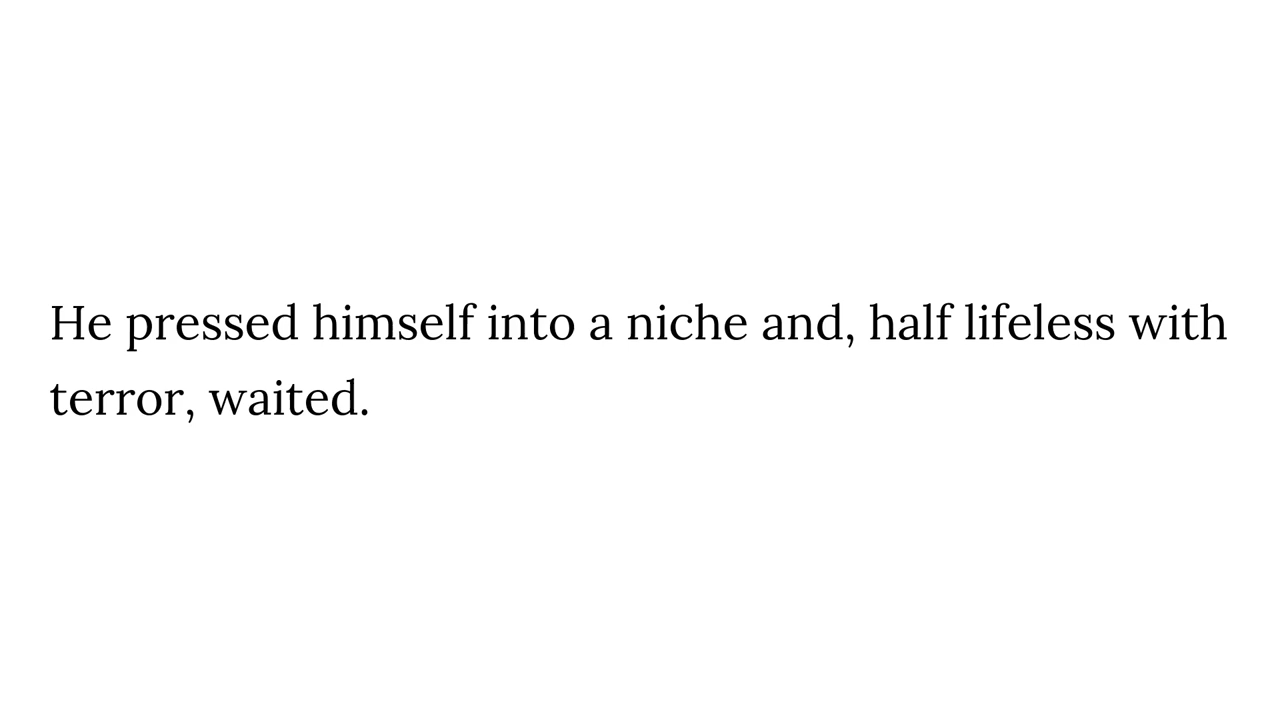 He pressed himself into a niche and, half lifeless with
terror, waited.